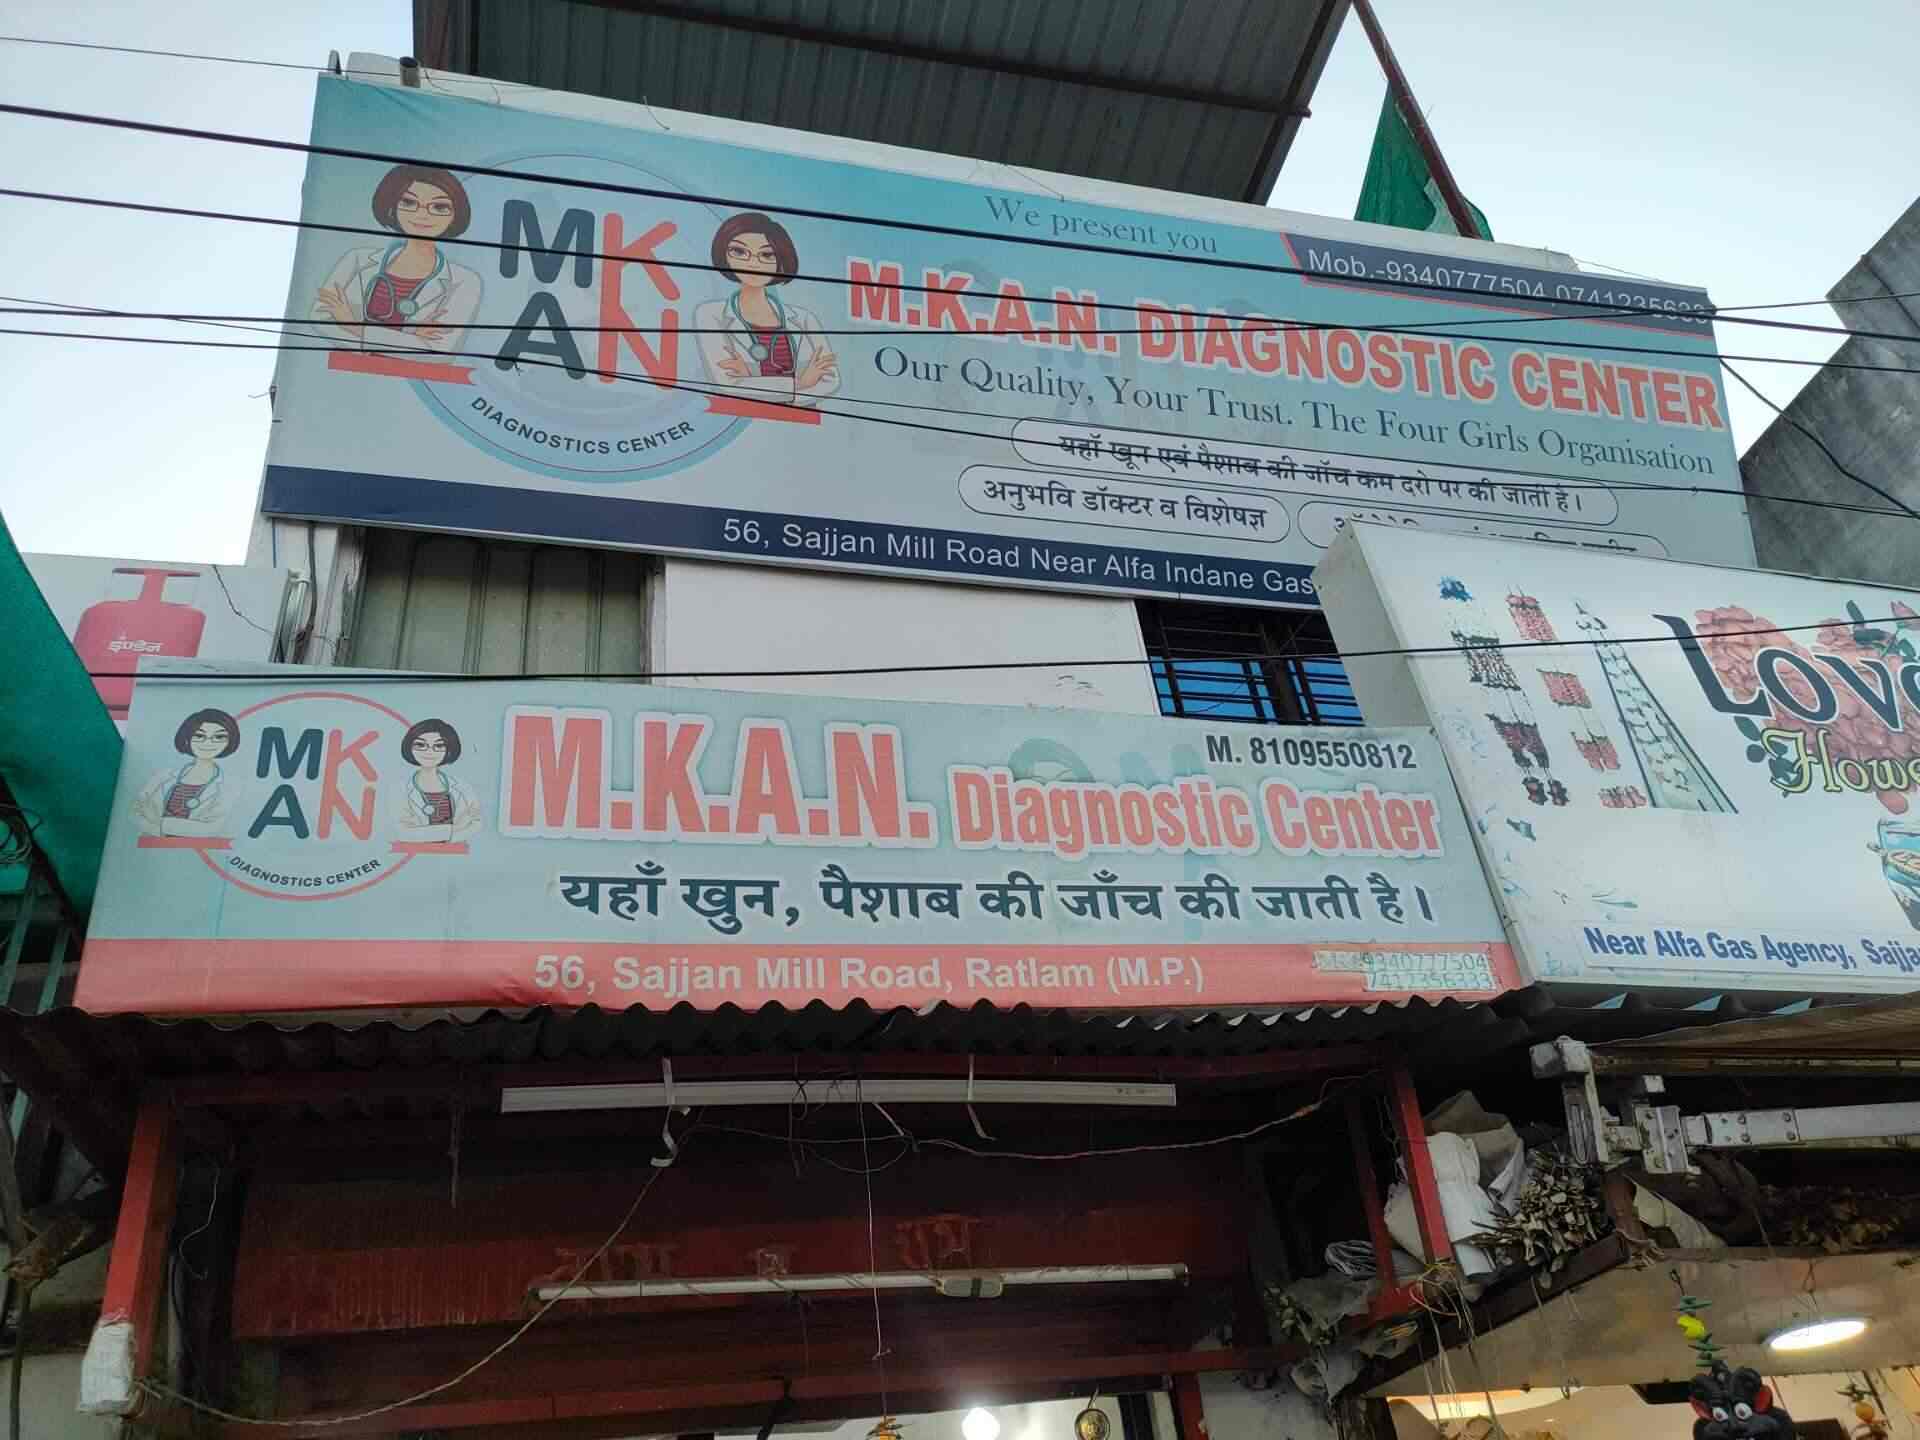 We present you
Mob.-9340777504
M.K.A.N. DIAGNOSTIC CENTER
Our Quality, Your Trust. The Four Girls Organisation
यहाँ खून एवं पैशाब की जाँच कम दरो पर की जाती है।
अनुभवि डॉक्टर व विशेषज्ञ
56, Sajjan Mill Road Near Alfa Indane Gas
MK
AN
DIAGNOSTICS CENTER
इण्डेन
M. 8109550812
M.K.A.N. Diagnostic Center
यहाँ खुन, पैशाब की जाँच की जाती है।
56, Sajjan Mill Road, Ratlam (M.P.)
9340777504
7412356333
MK
AN
DIAGNOSTICS CENTER
Near Alfa Gas Agency,